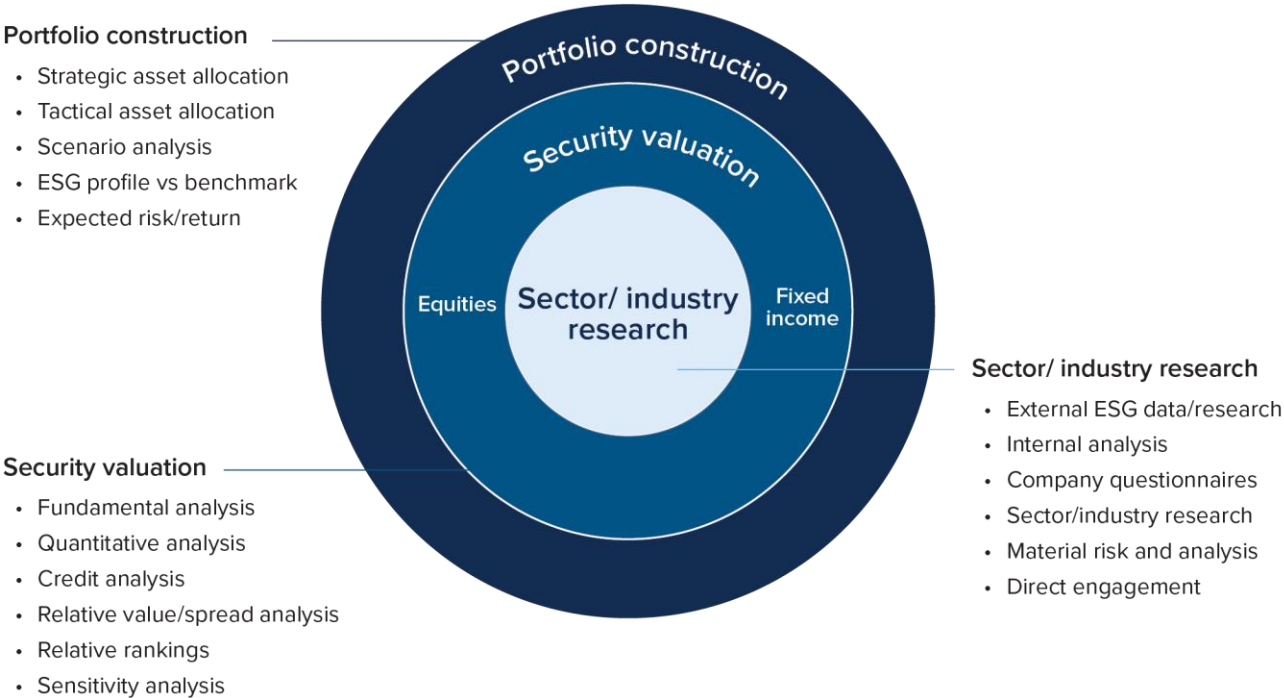 Portfolio construction
• Strategic asset allocation
• Tactical asset allocation
• Scenario analysis
• ESG profile vs benchmark
• Expected risk/return
Portfolio construction
Security valuation
Equities
Sector/ industry
research
Fixed
income
Sector/ industry research
• External ESG data/research
• Internal analysis
• Company questionnaires
• Sector/industry research
• Material risk and analysis
• Direct engagement
Security valuation
• Fundamental analysis
• Quantitative analysis
• Credit analysis
• Relative value/spread analysis
• Relative rankings
• Sensitivity analysis